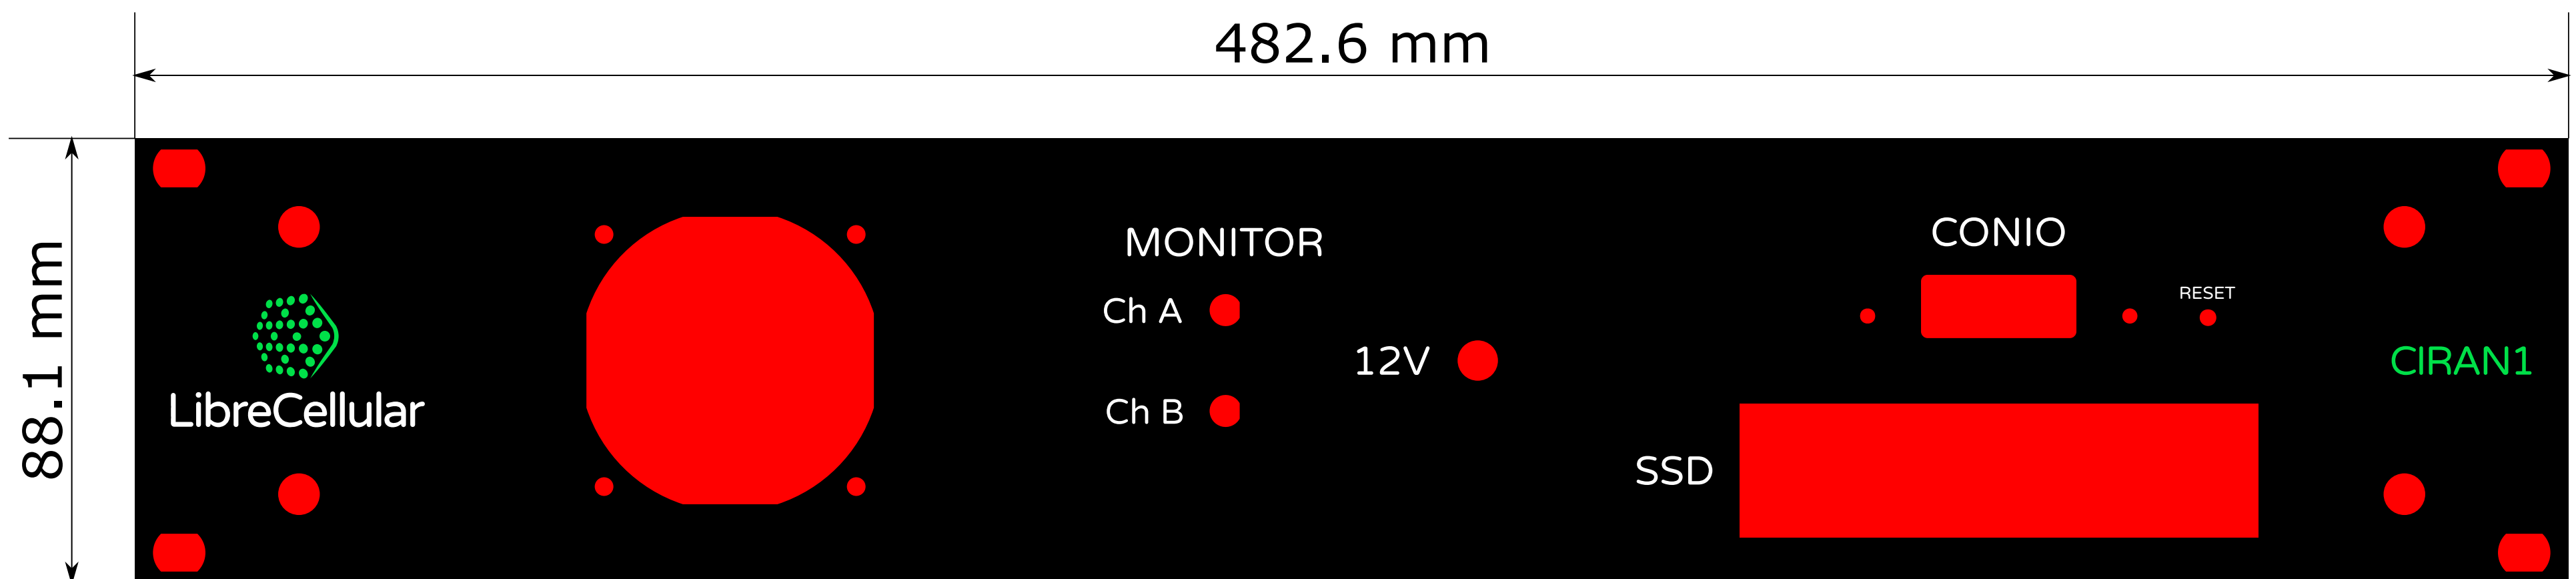 482.6 mm
88.1 mm
LibreCellular
MONITOR
Ch A
Ch B
12V
CONIO
RESET
SSD
CIRAN1